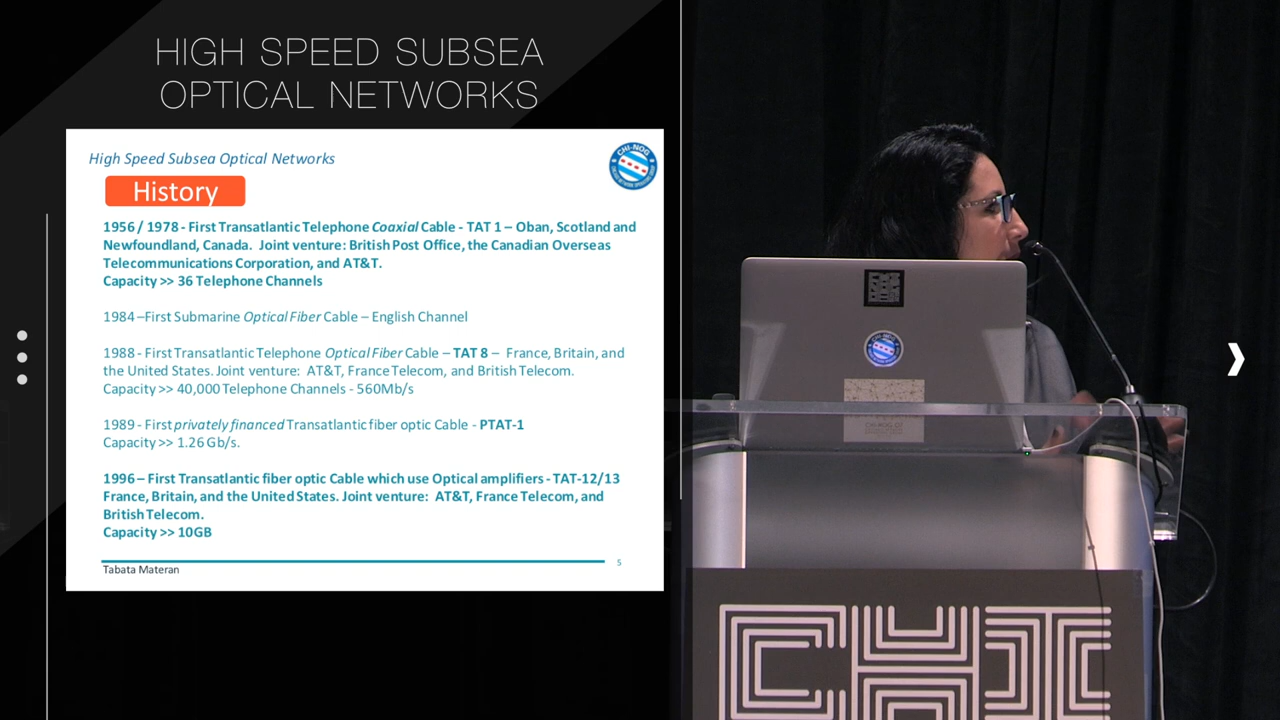 HIGH SPEED SUBSEA
OPTICAL NETWORKS
High Speed Subsea Optical Networks
CHI-NOG
History
1956 / 1978 - First Transatlantic Telephone Coaxial Cable - TAT 1 – Oban, Scotland and
Newfoundland, Canada. Joint venture: British Post Office, the Canadian Overseas
Telecommunications Corporation, and AT&T.
Capacity >> 36 Telephone Channels
1984 –First Submarine Optical Fiber Cable – English Channel
1988 - First Transatlantic Telephone Optical Fiber Cable – TAT 8 – France, Britain, and
the United States. Joint venture: AT&T, France Telecom, and British Telecom.
Capacity >> 40,000 Telephone Channels - 560Mb/s
1989 - First privately financed Transatlantic fiber optic Cable - PTAT-1
Capacity >> 1.26 Gb/s.
1996 – First Transatlantic fiber optic Cable which use Optical amplifiers - TAT-12/13
France, Britain, and the United States. Joint venture: AT&T, France Telecom, and
British Telecom.
Capacity >> 10GB
5
Tabata Materan
CHI